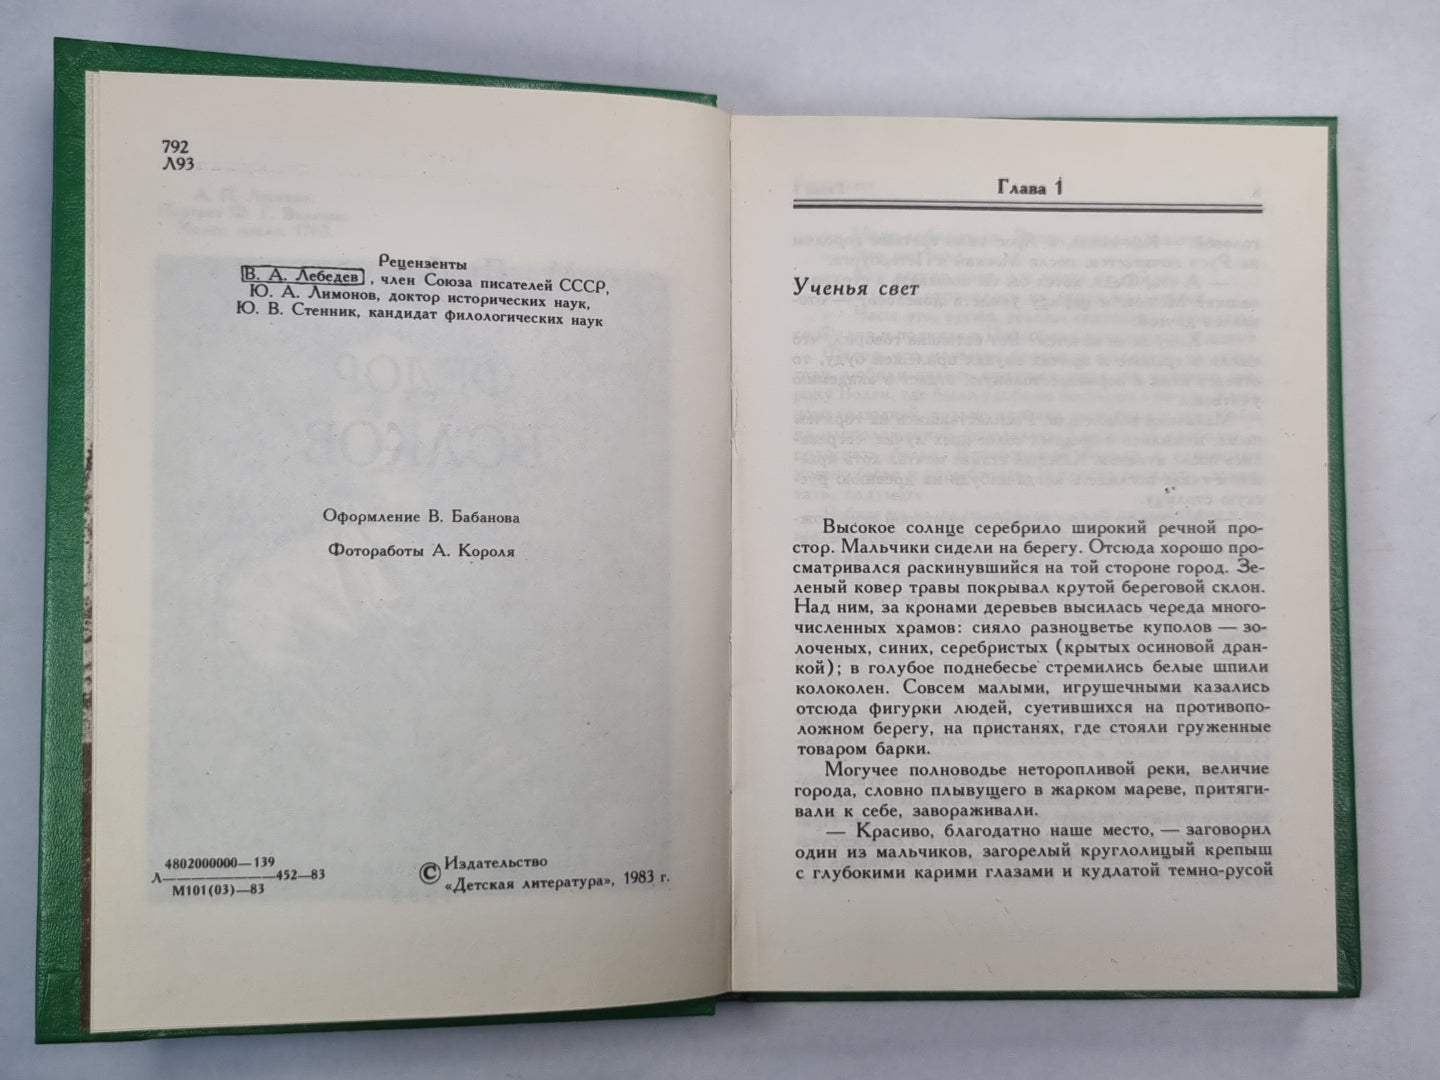 792
Л93
Рецензенты
В. А. Лебедев, член Союза писателей СССР,
Ю. А. Лимонов, доктор исторических наук,
Ю. В. Стенник, кандидат филологических наук
Оформление В. Бабанова
Фотоработы А. Короля
4802000000—139
Л————————452—83
М101(03)—83
© Издательство
«Детская литература», 1983 г.
Глава 1
Ученья свет
Высокое солнце серебрило широкий речной про-
стор. Мальчики сидели на берегу. Отсюда хорошо про-
сматривался раскинувшийся на той стороне город. Зе-
леный ковер травы покрывал крутой береговой склон.
Над ним, за кронами деревьев высилась череда много-
численных храмов: сияло разноцветье куполов — зо-
лоченых, синих, серебристых (крытых осиновой дран-
кой); в голубое поднебесье стремились белые шпили
колоколен. Совсем малыми, игрушечными казались
отсюда фигурки людей, суетившихся на противопо-
ложном берегу, на пристанях, где стояли груженные
товаром барки.
Могучее полноводье неторопливой реки, величие
города, словно плывущего в жарком мареве, притяги-
вали к себе, завораживали.
— Красиво, благодатно наше место, — заговорил
один из мальчиков, загорелый круглолицый крепыш
с глубокими карими глазами и кудлатой темно-русой